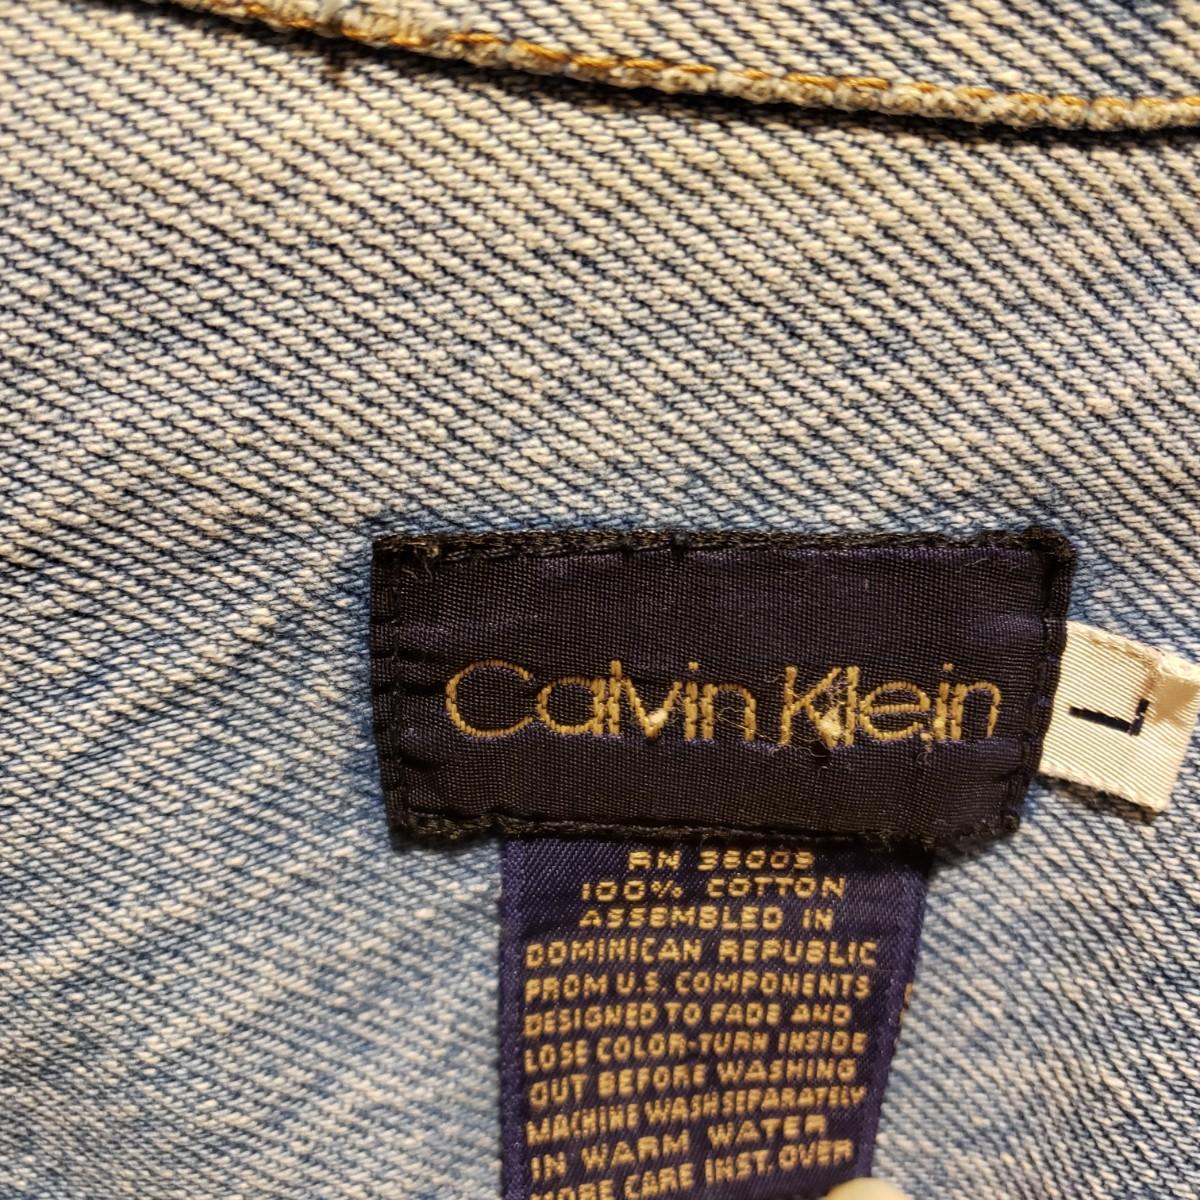 Calvin Klein
L
RN 36009
100% COTTON
ASSEMBLED IN
DOMINICAN REPUBLIC
FROM U.S. COMPONENTS
DESIGNED TO FADE AND
LOSE COLOR-TURN INSIDE
OUT BEFORE WASHING
MACHINE WASH SEPARATELY
IN WARM WATER
MORE CARE INST. OVER